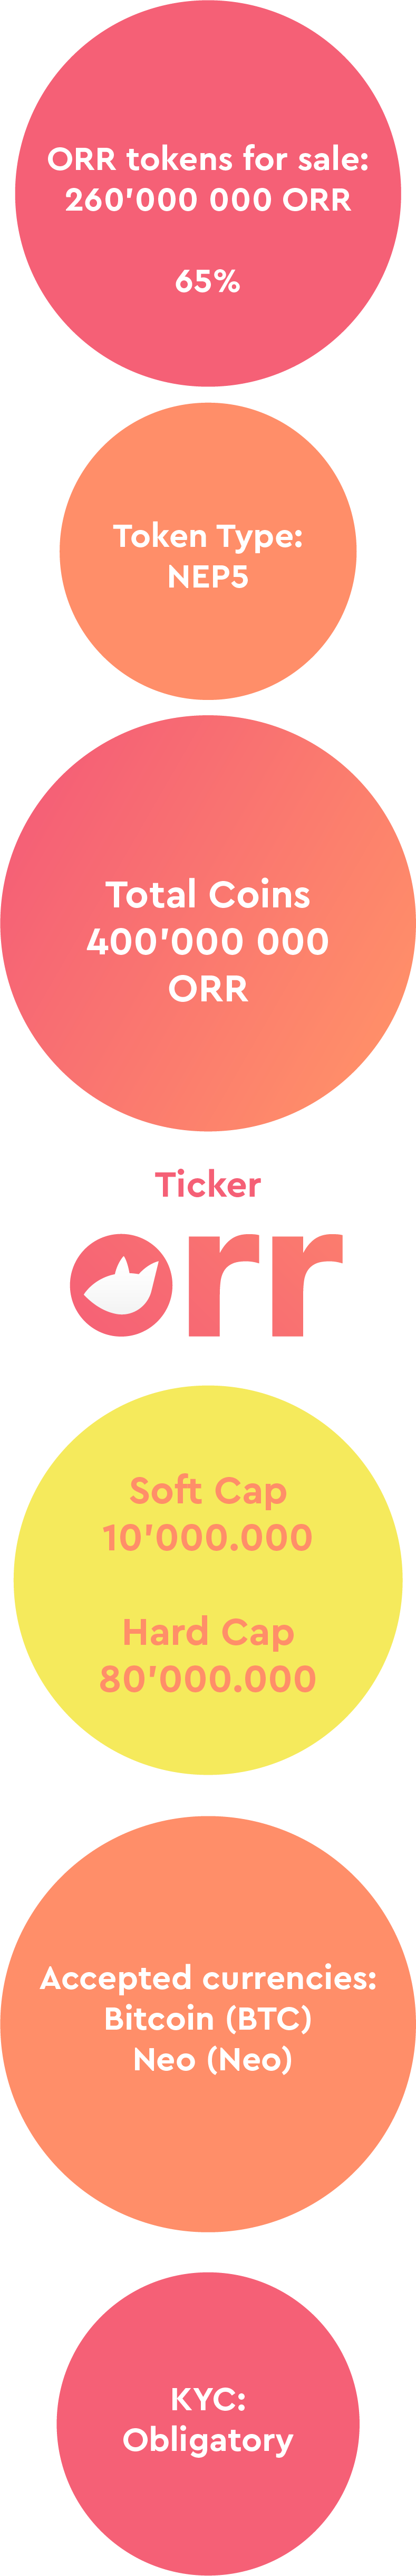 ORR tokens for sale:
260'000 000 ORR
65%
Token Type:
NEP5
Total Coins
400'000 000
ORR
Ticker
orr
Soft Cap
10'000.000
Hard Cap
80'000.000
Accepted currencies:
Bitcoin (BTC)
Neo (Neo)
KYC:
Obligatory